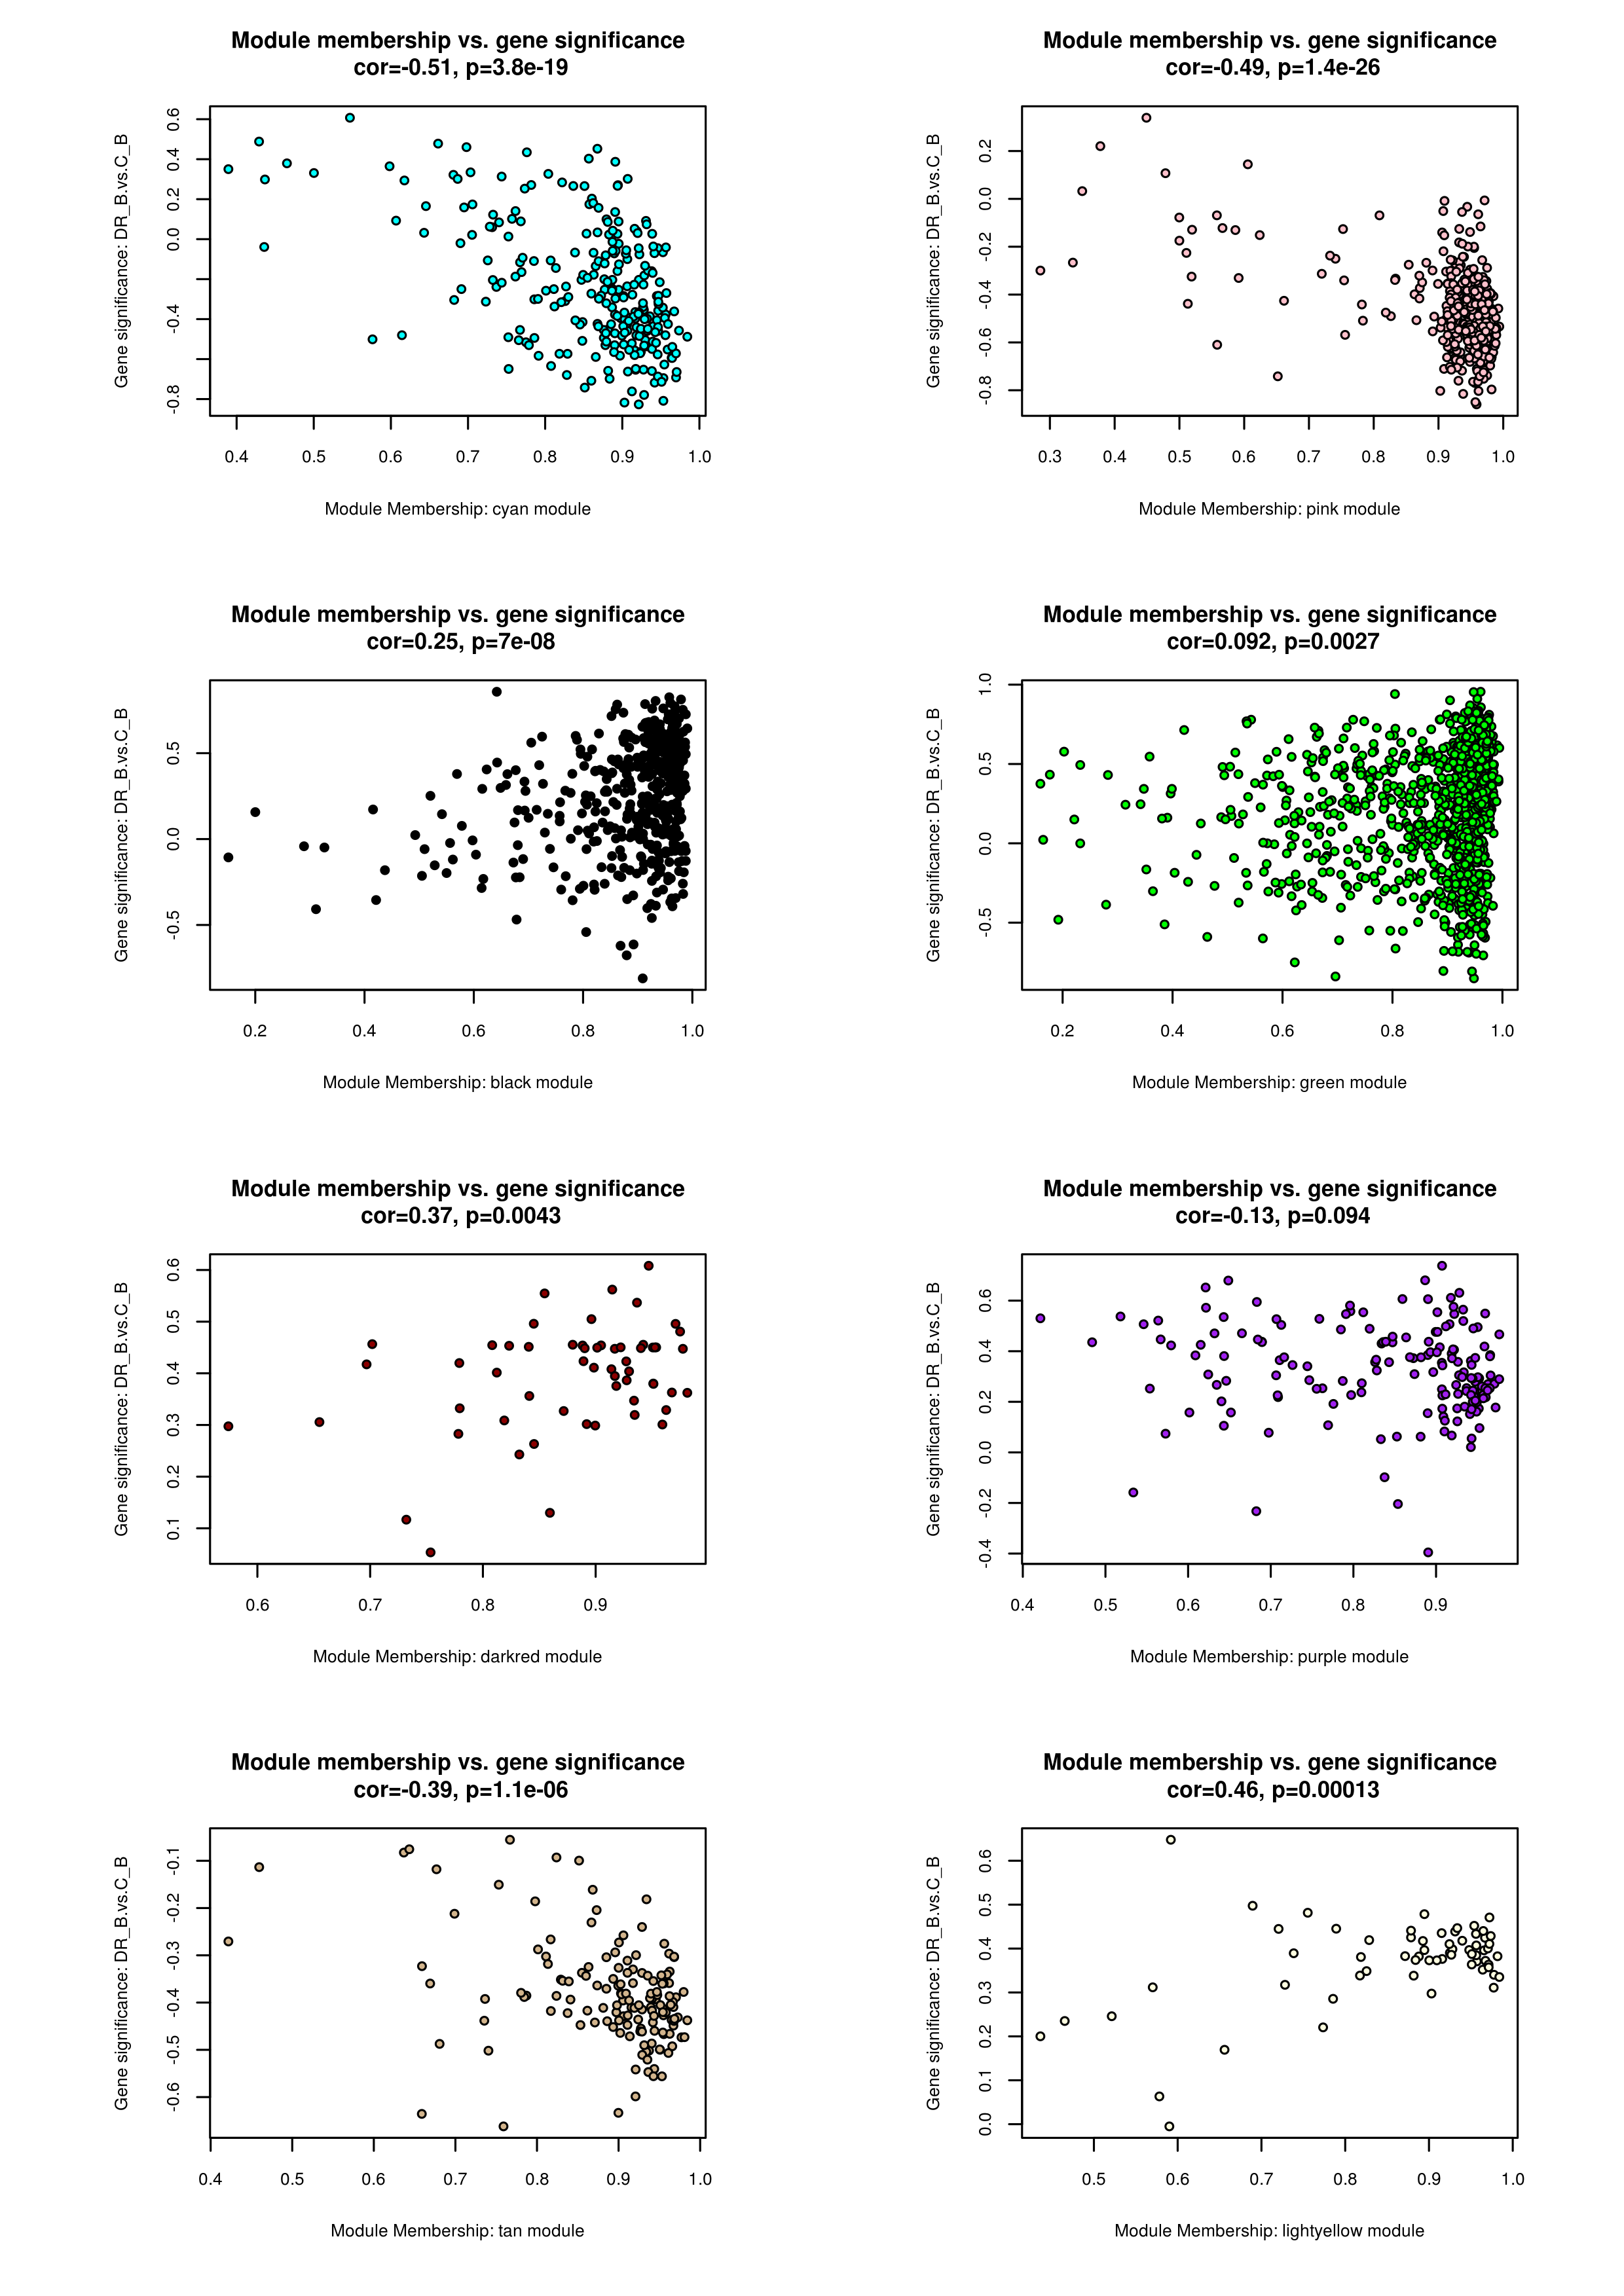 Module membership vs. gene significance
cor=-0.51, p=3.8e-19
Gene significance: DR_B.vs.C_B
0.6
0.4
0.2
0.0
-0.4
-0.8
0.4 0.5 0.6 0.7 0.8 0.9 1.0
Module Membership: cyan module
Module membership vs. gene significance
cor=-0.49, p=1.4e-26
Gene significance: DR_B.vs.C_B
0.2
0.0
-0.2
-0.4
-0.6
-0.8
0.3 0.4 0.5 0.6 0.7 0.8 0.9 1.0
Module Membership: pink module
Module membership vs. gene significance
cor=0.25, p=7e-08
Gene significance: DR_B.vs.C_B
0.5
0.0
-0.5
0.2 0.4 0.6 0.8 1.0
Module Membership: black module
Module membership vs. gene significance
cor=0.092, p=0.0027
Gene significance: DR_B.vs.C_B
1.0
0.5
0.0
-0.5
0.2 0.4 0.6 0.8 1.0
Module Membership: green module
Module membership vs. gene significance
cor=0.37, p=0.0043
Gene significance: DR_B.vs.C_B
0.6
0.5
0.4
0.3
0.2
0.1
0.6 0.7 0.8 0.9
Module Membership: darkred module
Module membership vs. gene significance
cor=-0.13, p=0.094
Gene significance: DR_B.vs.C_B
0.6
0.4
0.2
0.0
-0.2
-0.4
0.4 0.5 0.6 0.7 0.8 0.9
Module Membership: purple module
Module membership vs. gene significance
cor=-0.39, p=1.1e-06
Gene significance: DR_B.vs.C_B
-0.1
-0.2
-0.3
-0.4
-0.5
-0.6
0.4 0.5 0.6 0.7 0.8 0.9 1.0
Module Membership: tan module
Module membership vs. gene significance
cor=0.46, p=0.00013
Gene significance: DR_B.vs.C_B
0.6
0.5
0.4
0.3
0.2
0.1
0.0
0.5 0.6 0.7 0.8 0.9 1.0
Module Membership: lightyellow module